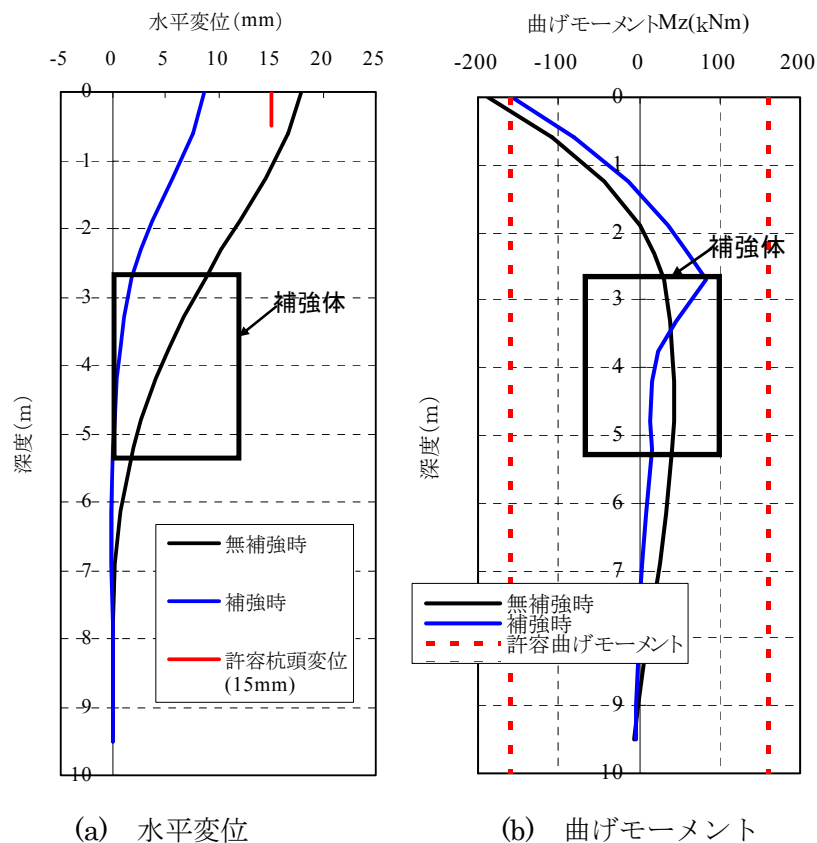 水平変位(mm)
-5 0 5 10 15 20 25
0
-1
-2
-3
-4
-5
-6
-7
-8
-9
10
深度(m)
補強体
無補強時
補強時
許容杭頭変位
(15mm)
(a) 水平変位
曲げモーメントMz(kNm)
-200 -100 0 100 200
0
1
2
3
4
5
6
7
9
10
深度(m)
補強体
無補強時
補強時
許容曲げモーメント
(b) 曲げモーメント